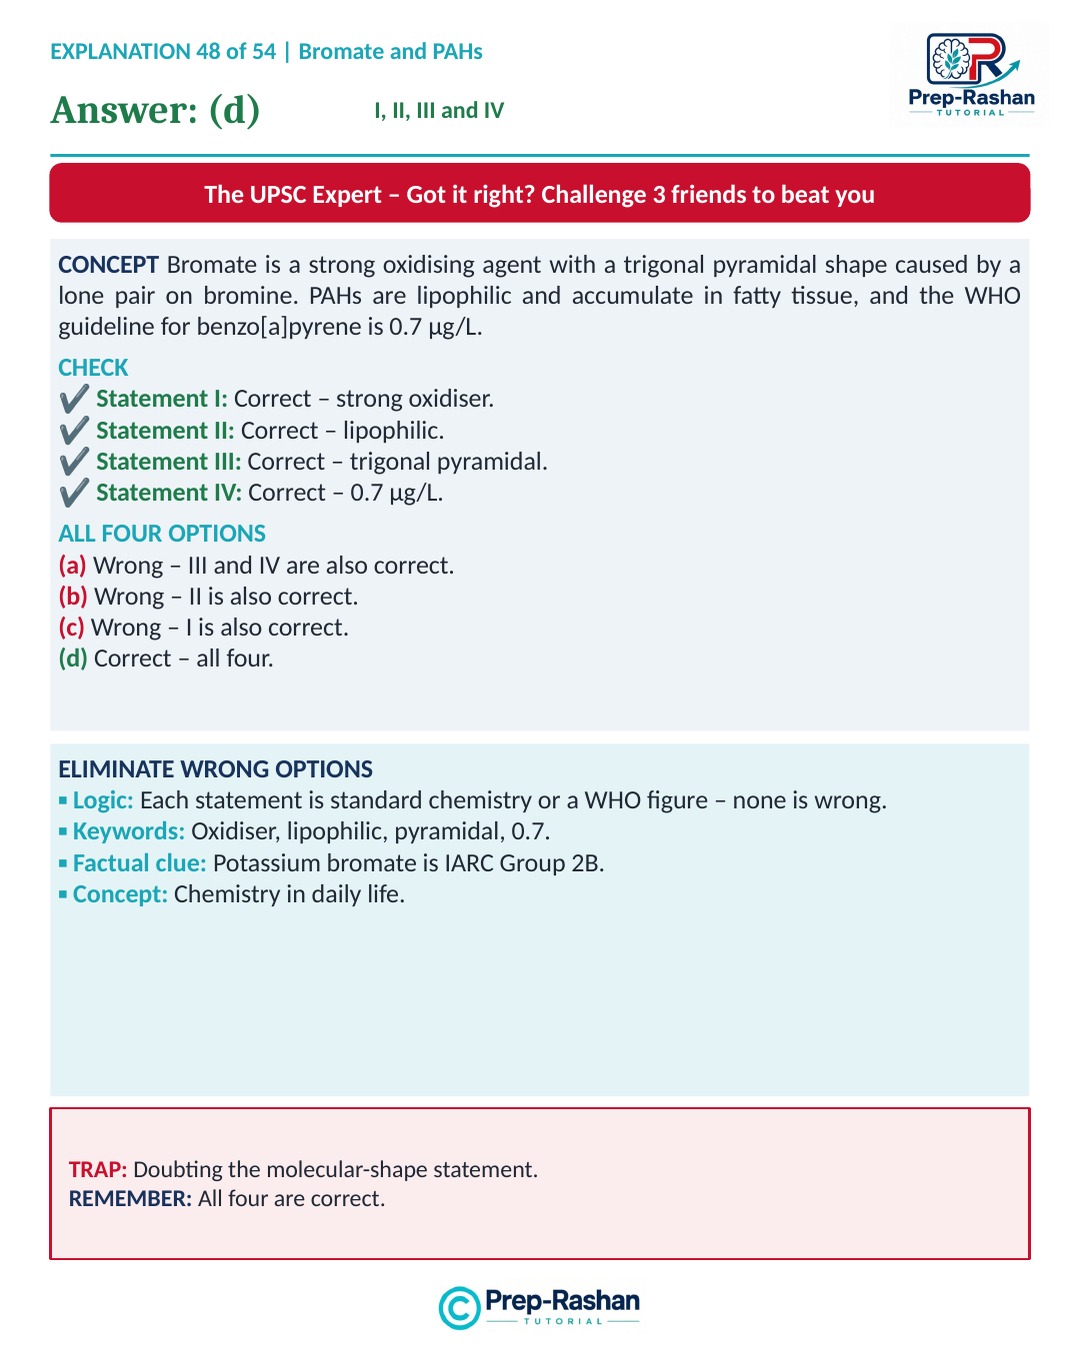 EXPLANATION 48 of 54 | Bromate and PAHs
Prep-Rashan
TUTORIAL
Answer: (d) I, II, III and IV
The UPSC Expert – Got it right? Challenge 3 friends to beat you
CONCEPT Bromate is a strong oxidising agent with a trigonal pyramidal shape caused by a
lone pair on bromine. PAHs are lipophilic and accumulate in fatty tissue, and the WHO
guideline for benzo[a]pyrene is 0.7 µg/L.
CHECK
✔ Statement I: Correct – strong oxidiser.
✔ Statement II: Correct – lipophilic.
✔ Statement III: Correct – trigonal pyramidal.
✔ Statement IV: Correct – 0.7 µg/L.
ALL FOUR OPTIONS
(a) Wrong – III and IV are also correct.
(b) Wrong – II is also correct.
(c) Wrong – I is also correct.
(d) Correct – all four.
ELIMINATE WRONG OPTIONS
▪ Logic: Each statement is standard chemistry or a WHO figure – none is wrong.
▪ Keywords: Oxidiser, lipophilic, pyramidal, 0.7.
▪ Factual clue: Potassium bromate is IARC Group 2B.
▪ Concept: Chemistry in daily life.
TRAP: Doubting the molecular-shape statement.
REMEMBER: All four are correct.
© Prep-Rashan
TUTORIAL